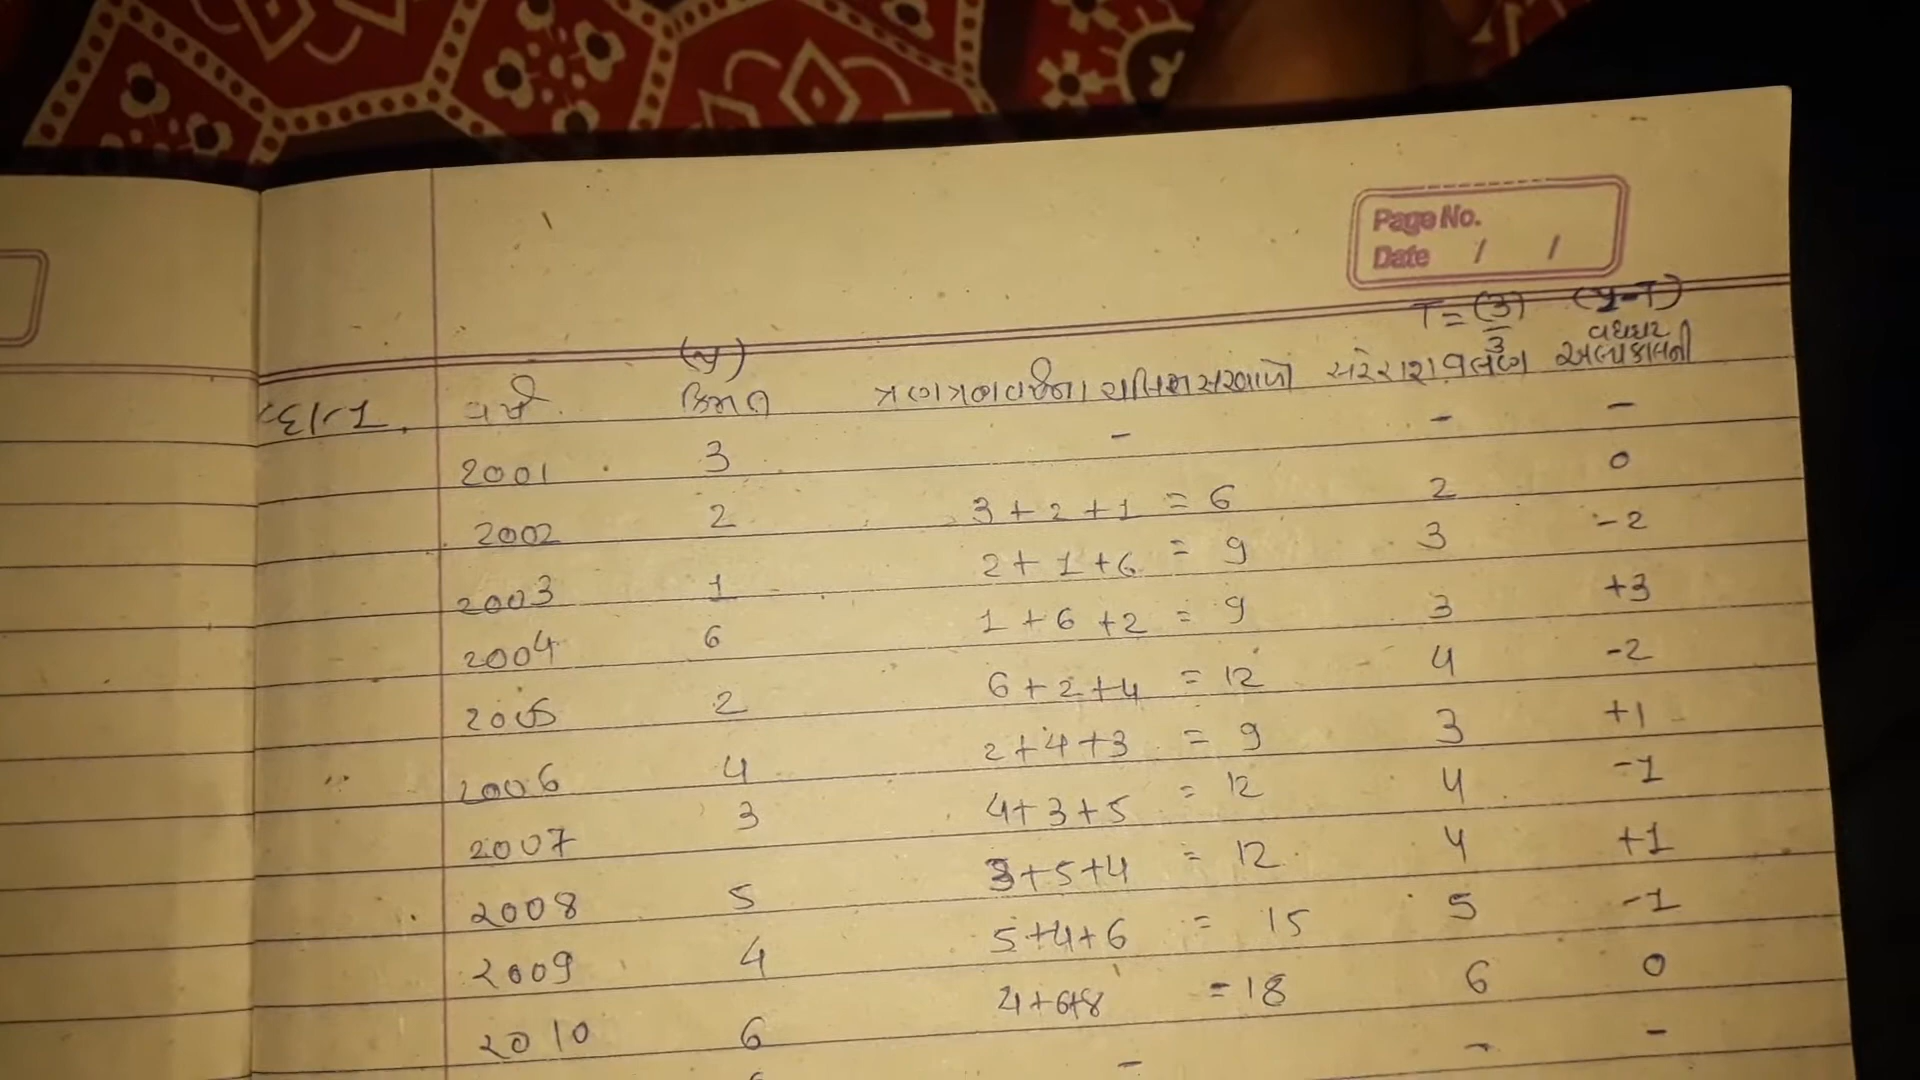 Page No.
Date / /
(y) T = (3)/3 (y-T)
દા-1. વર્ષ કિંમત ત્રણ ત્રણ વર્ષના ચલિત સરવાળો સરેરાશ વલણ વધઘટ
2001 3 - - -
2002 2 3+2+1 = 6 2 0
2003 1 2+1+6 = 9 3 -2
2004 6 1+6+2 = 9 3 +3
2005 2 6+2+4 = 12 4 -2
2006 4 2+4+3 = 9 3 +1
2007 3 4+3+5 = 12 4 -1
2008 5 3+5+4 = 12 4 +1
2009 4 5+4+6 = 15 5 -1
2010 6 4+6+8 = 18 6 0
- - -